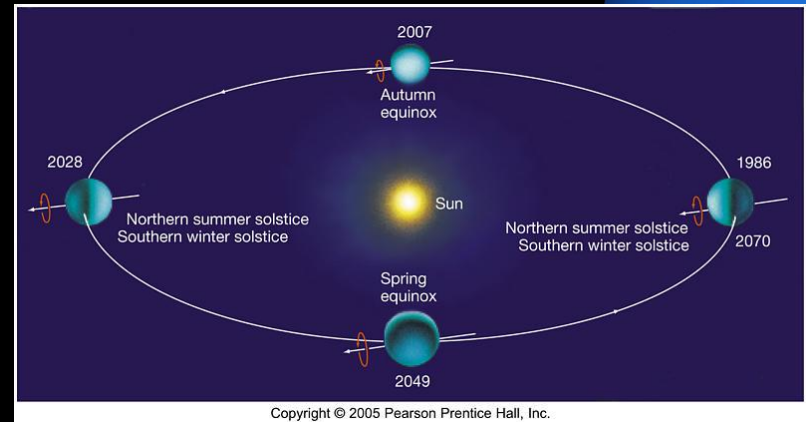 2007
Autumn
equinox
2028
1986
Sun
Northern summer solstice
Southern winter solstice
Northern summer solstice
Southern winter solstice
2070
Spring
equinox
2049
Copyright © 2005 Pearson Prentice Hall, Inc.